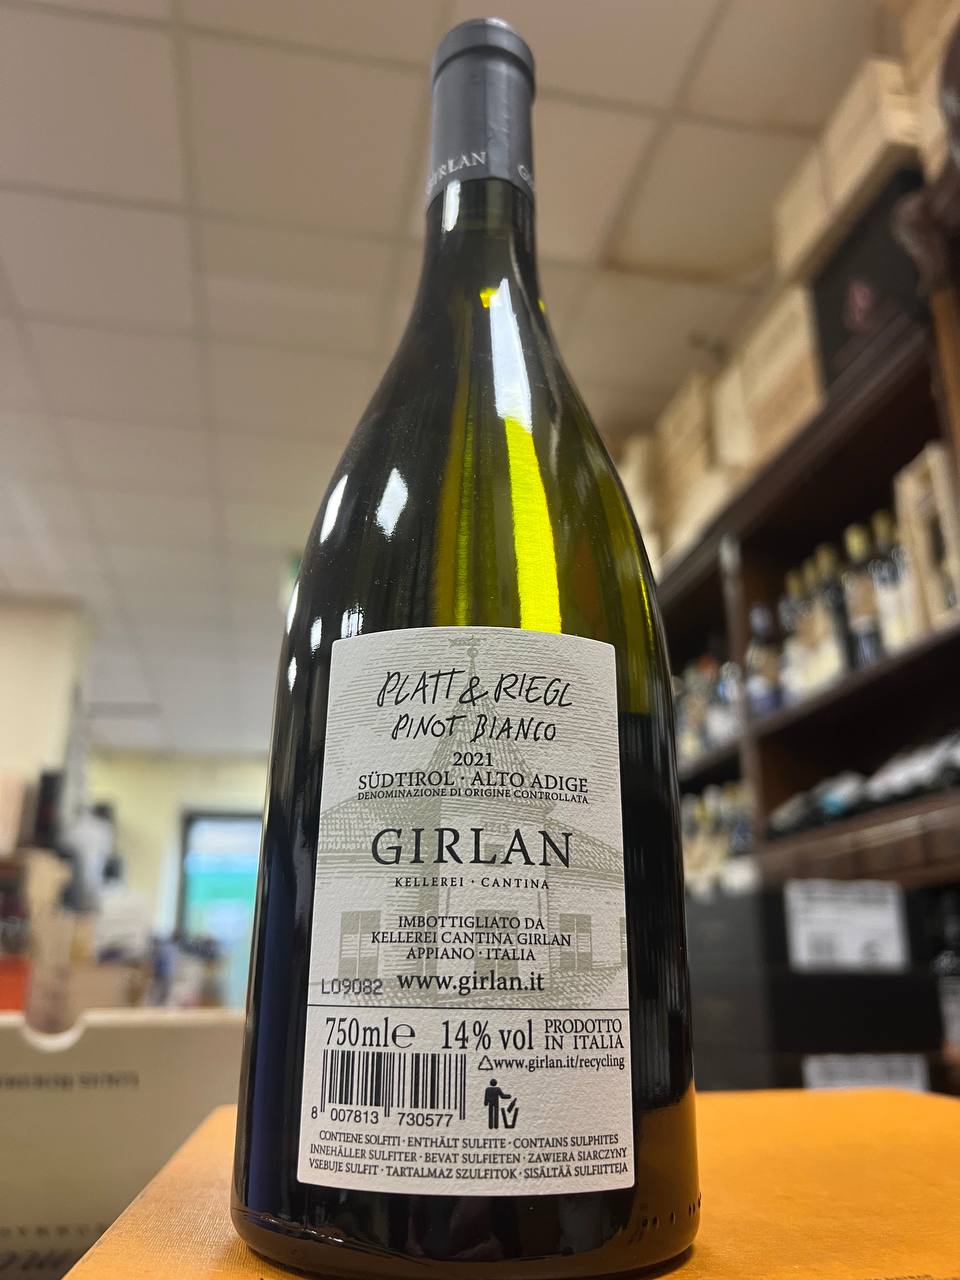 GIRLAN
PLATT & RIEGL
PINOT BIANCO
2021
SÜDTIROL · ALTO ADIGE
DENOMINAZIONE DI ORIGINE CONTROLLATA
GIRLAN
KELLEREI · CANTINA
IMBOTTIGLIATO DA
KELLEREI CANTINA GIRLAN
APPIANO · ITALIA
L09082 www.girlan.it
750ml℮ 14% vol PRODOTTO
IN ITALIA
www.girlan.it/recycling
8 007813 730577
CONTIENE SOLFITI · ENTHÄLT SULFITE · CONTAINS SULPHITES
INNEHÅLLER SULFITER · BEVAT SULFIETEN · ZAWIERA SIARCZYNY
VSEBUJE SULFIT · TARTALMAZ SZULFITOK · SISÄLTÄÄ SULFIITTEJA